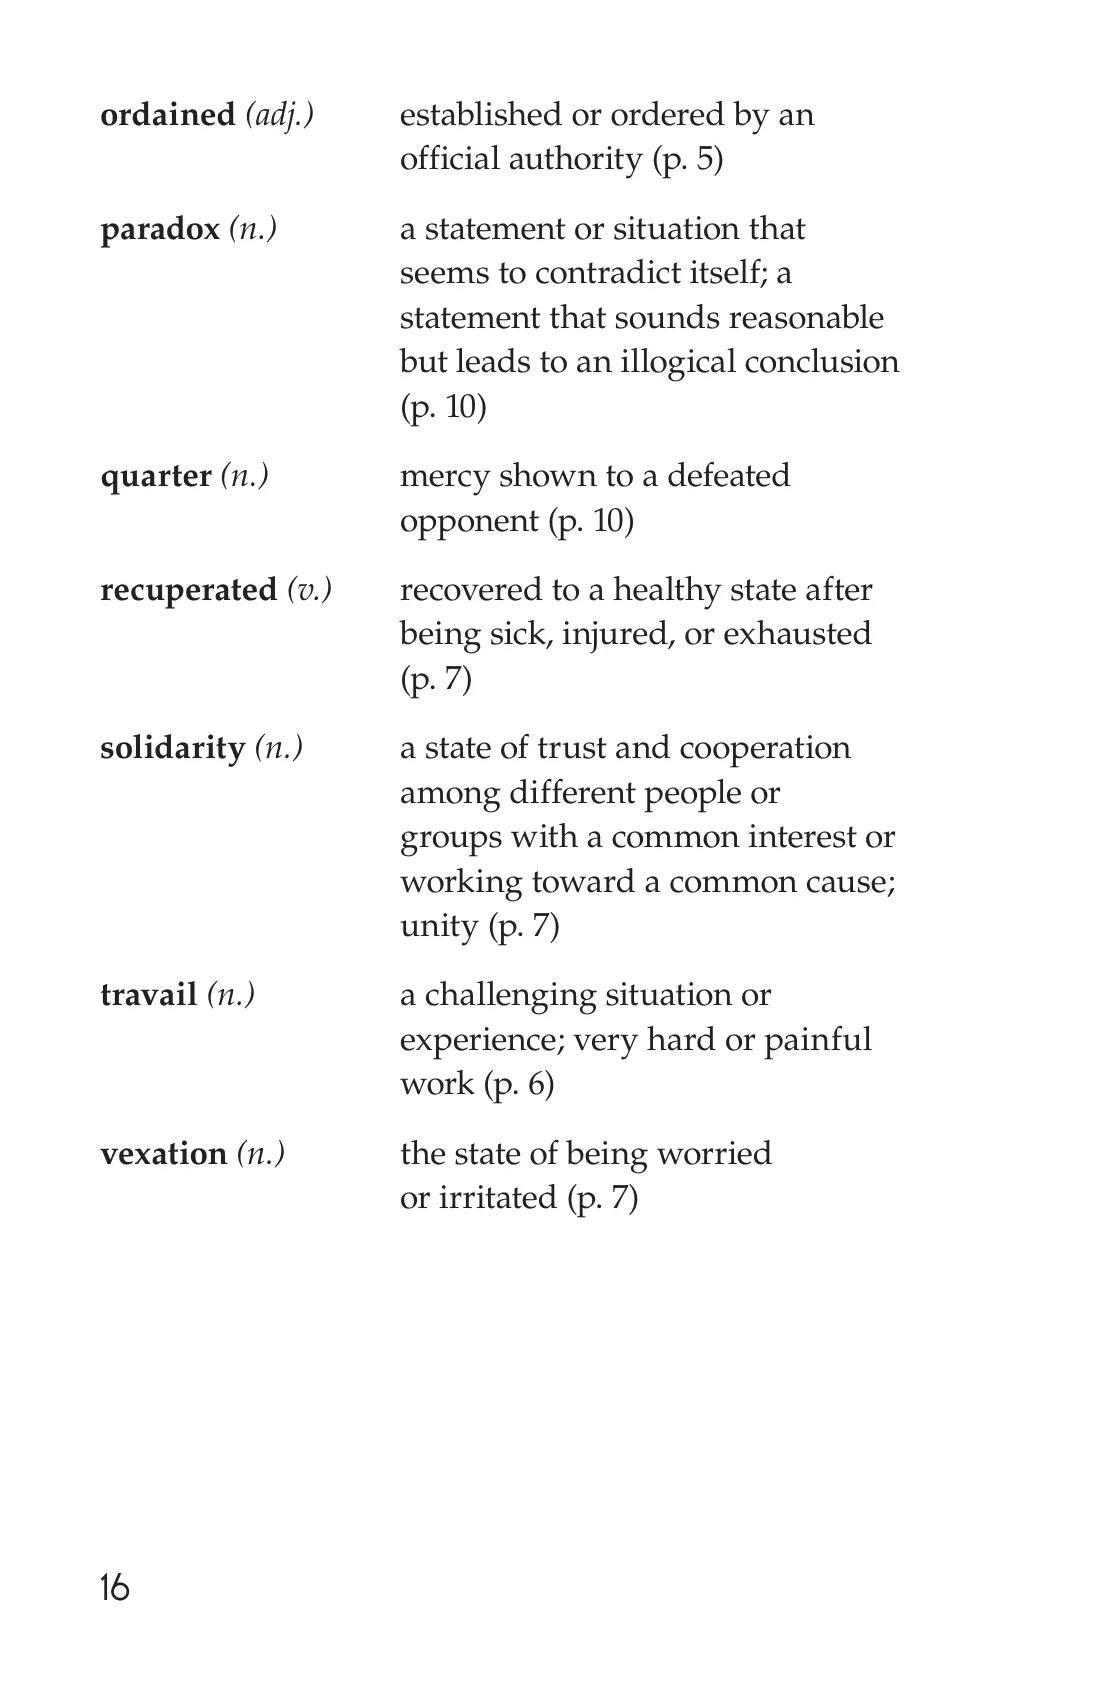 ordained (adj.) established or ordered by an
official authority (p. 5)
paradox (n.) a statement or situation that
seems to contradict itself; a
statement that sounds reasonable
but leads to an illogical conclusion
(p. 10)
quarter (n.) mercy shown to a defeated
opponent (p. 10)
recuperated (v.) recovered to a healthy state after
being sick, injured, or exhausted
(p. 7)
solidarity (n.) a state of trust and cooperation
among different people or
groups with a common interest or
working toward a common cause;
unity (p. 7)
travail (n.) a challenging situation or
experience; very hard or painful
work (p. 6)
vexation (n.) the state of being worried
or irritated (p. 7)
16